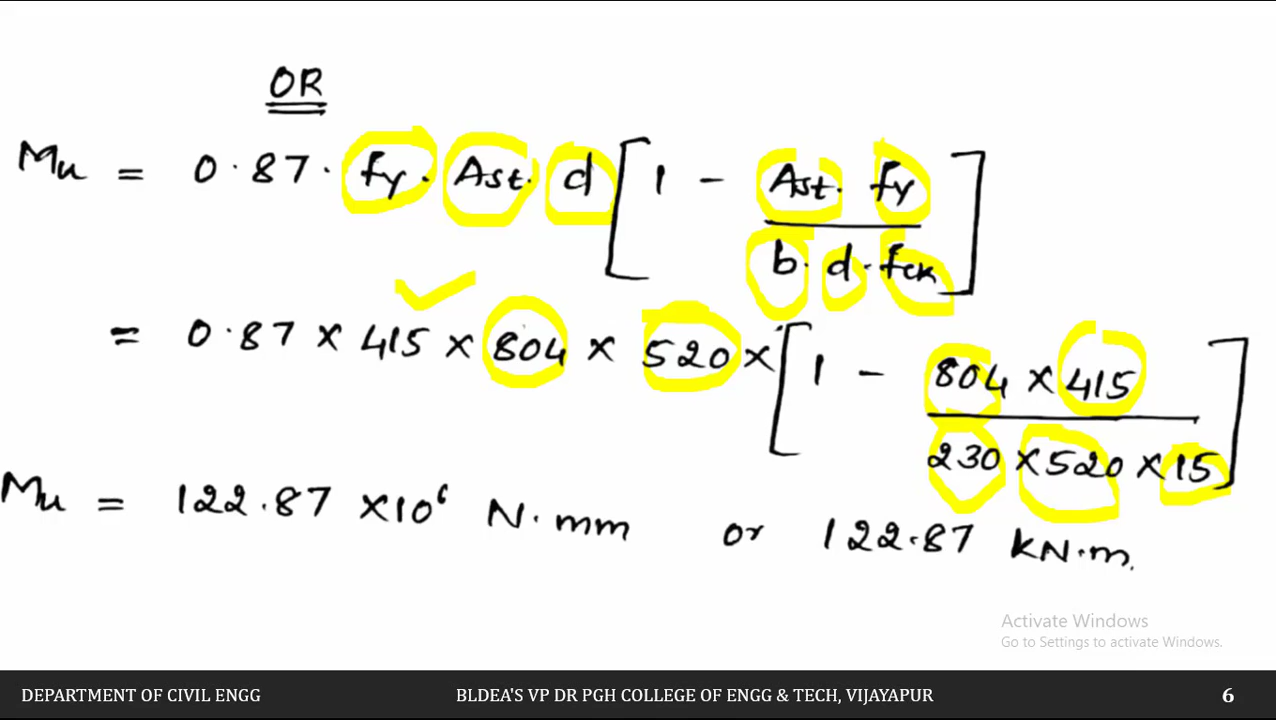 OR
Mu = 0.87. fy. Ast. d [1 - Ast. fy / b. d. fck]
= 0.87 x 415 x 804 x 520 x [1 - 804 x 415 / 230 x 520 x 15]
Mu = 122.87 x10⁶ N.mm or 122.87 kN.m.
Activate Windows
Go to Settings to activate Windows.
DEPARTMENT OF CIVIL ENGG BLDEA'S VP DR PGH COLLEGE OF ENGG & TECH, VIJAYAPUR 6